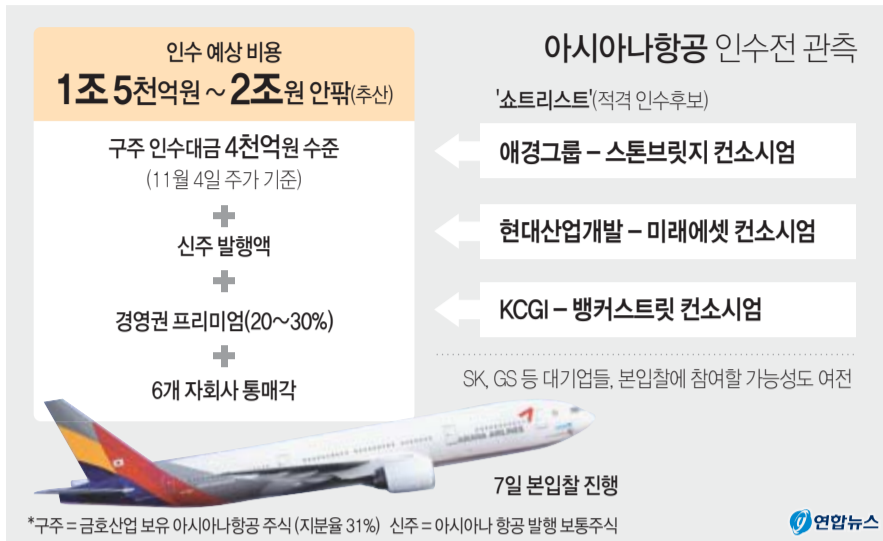 아시아나항공 인수전 관측
인수 예상 비용
1조 5천억원 ~ 2조원 안팎(추산)
구주 인수대금 4천억원 수준
(11월 4일 주가 기준)
+
신주 발행액
+
경영권 프리미엄(20~30%)
+
6개 자회사 통매각
'쇼트리스트'(적격 인수후보)
애경그룹 – 스톤브릿지 컨소시엄
현대산업개발 – 미래에셋 컨소시엄
KCGI – 뱅커스트릿 컨소시엄
SK, GS 등 대기업들, 본입찰에 참여할 가능성도 여전
ASIANA AIRLINES
7일 본입찰 진행
*구주 = 금호산업 보유 아시아나항공 주식 (지분율 31%) 신주 = 아시아나 항공 발행 보통주식
연합뉴스